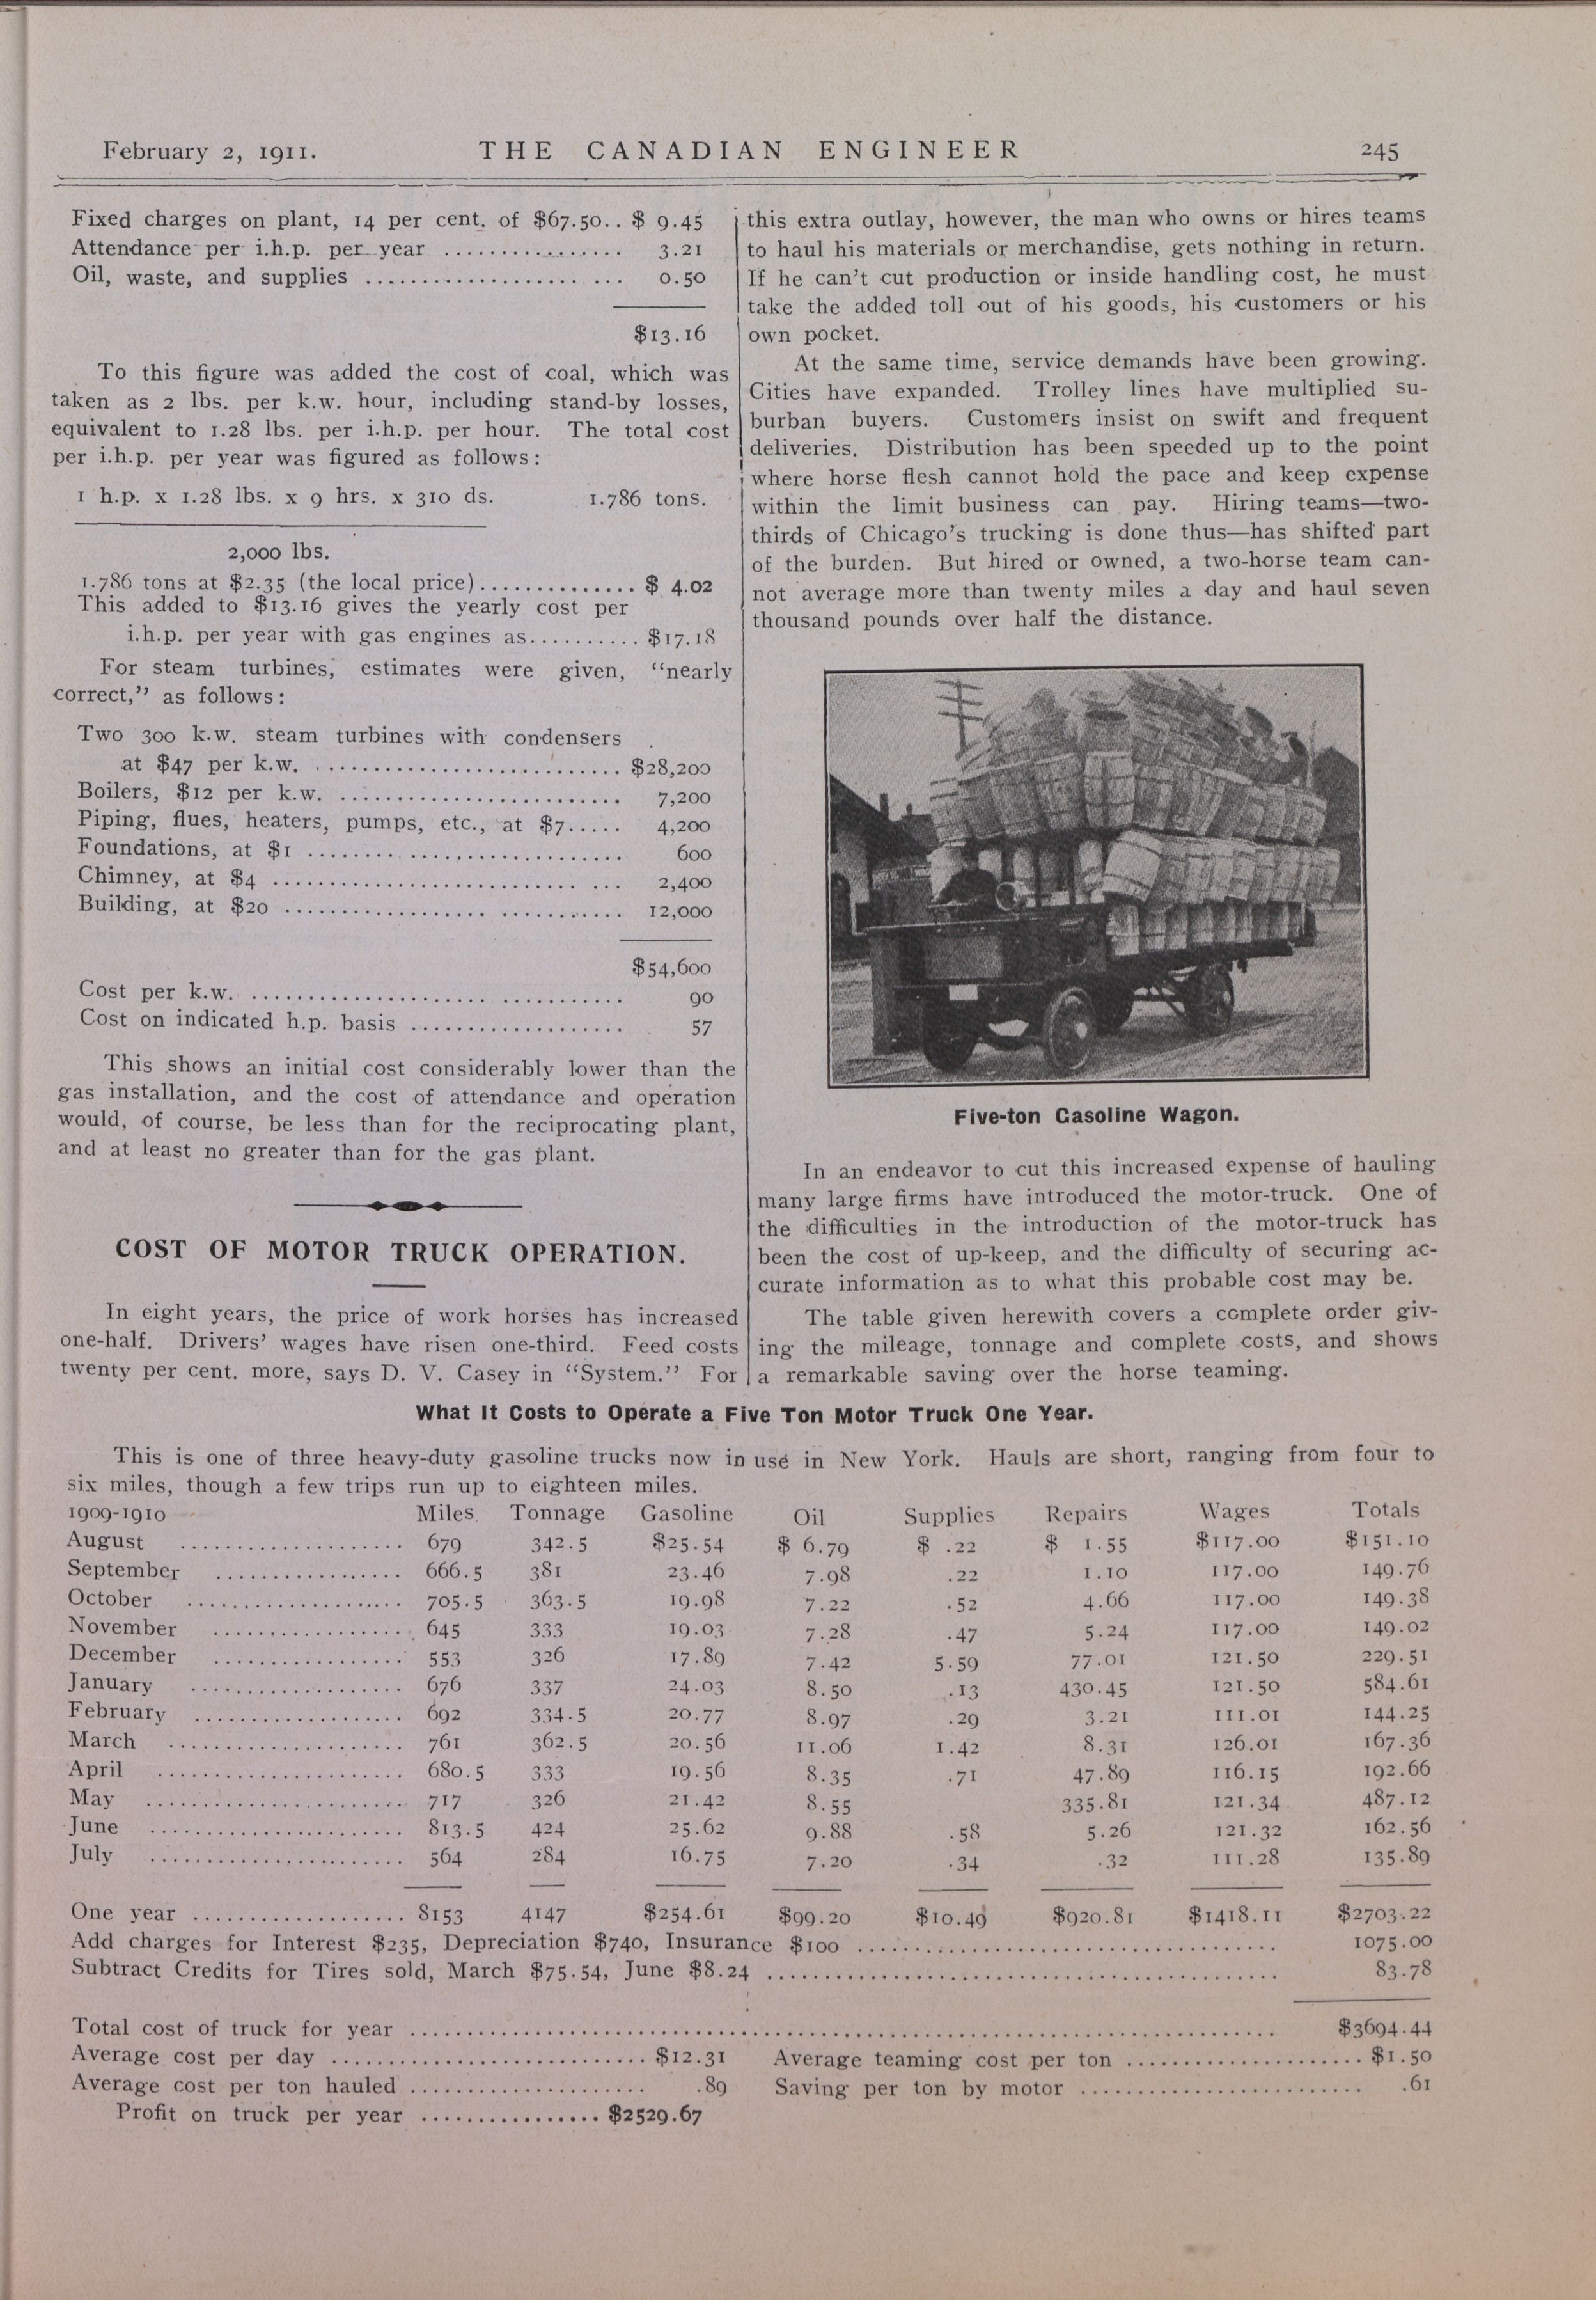 February 2, 1911. THE CANADIAN ENGINEER 245
Fixed charges on plant, 14 per cent. of $67.50.. $ 9.45
Attendance per i.h.p. per year ................ 3.21
Oil, waste, and supplies ...................... 0.50
$13.16
To this figure was added the cost of coal, which was
taken as 2 lbs. per k.w. hour, including stand-by losses,
equivalent to 1.28 lbs. per i.h.p. per hour. The total cost
per i.h.p. per year was figured as follows:
1 h.p. x 1.28 lbs. x 9 hrs. x 310 ds. 1.786 tons.
2,000 lbs.
1.786 tons at $2.35 (the local price).............. $ 4.02
This added to $13.16 gives the yearly cost per
i.h.p. per year with gas engines as.......... $17.18
For steam turbines, estimates were given, “nearly
correct,” as follows:
Two 300 k.w. steam turbines with condensers
at $47 per k.w. ........................... $28,200
Boilers, $12 per k.w. ......................... 7,200
Piping, flues, heaters, pumps, etc., at $7..... 4,200
Foundations, at $1 ........................... 600
Chimney, at $4 .............................. 2,400
Building, at $20 ............................. 12,000
$54,600
Cost per k.w. ................................ 90
Cost on indicated h.p. basis ................... 57
This shows an initial cost considerably lower than the
gas installation, and the cost of attendance and operation
would, of course, be less than for the reciprocating plant,
and at least no greater than for the gas plant.
COST OF MOTOR TRUCK OPERATION.
In eight years, the price of work horses has increased
one-half. Drivers’ wages have risen one-third. Feed costs
twenty per cent. more, says D. V. Casey in “System.” For
this extra outlay, however, the man who owns or hires teams
to haul his materials or merchandise, gets nothing in return.
If he can’t cut production or inside handling cost, he must
take the added toll out of his goods, his customers or his
own pocket.
At the same time, service demands have been growing.
Cities have expanded. Trolley lines have multiplied su-
burban buyers. Customers insist on swift and frequent
deliveries. Distribution has been speeded up to the point
where horse flesh cannot hold the pace and keep expense
within the limit business can pay. Hiring teams—two-
thirds of Chicago’s trucking is done thus—has shifted part
of the burden. But hired or owned, a two-horse team can-
not average more than twenty miles a day and haul seven
thousand pounds over half the distance.
Five-ton Gasoline Wagon.
In an endeavor to cut this increased expense of hauling
many large firms have introduced the motor-truck. One of
the difficulties in the introduction of the motor-truck has
been the cost of up-keep, and the difficulty of securing ac-
curate information as to what this probable cost may be.
The table given herewith covers a complete order giv-
ing the mileage, tonnage and complete costs, and shows
a remarkable saving over the horse teaming.
What It Costs to Operate a Five Ton Motor Truck One Year.
This is one of three heavy-duty gasoline trucks now in use in New York. Hauls are short, ranging from four to
six miles, though a few trips run up to eighteen miles.
1909-1910 Miles Tonnage Gasoline Oil Supplies Repairs Wages Totals
August .................... 679 342.5 $25.54 $ 6.79 $ .22 $ 1.55 $117.00 $151.10
September ................. 666.5 381 23.46 7.98 .22 1.10 117.00 149.76
October ................... 705.5 363.5 19.98 7.22 .52 4.66 117.00 149.38
November .................. 645 333 19.03 7.28 .47 5.24 117.00 149.02
December ................. 553 326 17.89 7.42 5.59 77.01 121.50 229.51
January ................... 676 337 24.03 8.50 .13 430.45 121.50 584.61
February ................... 692 334.5 20.77 8.97 .29 3.21 111.01 144.25
March ..................... 761 362.5 20.56 11.06 1.42 8.31 126.01 167.36
April ...................... 680.5 333 19.56 8.35 .71 47.89 116.15 192.66
May ....................... 717 326 21.42 8.55 335.81 121.34 487.12
June ....................... 813.5 424 25.62 9.88 .58 5.26 121.32 162.56
July ....................... 564 284 16.75 7.20 .34 .32 111.28 135.89
One year ................... 8153 4147 $254.61 $99.20 $10.49 $920.81 $1418.11 $2703.22
Add charges for Interest $235, Depreciation $740, Insurance $100 ..................................... 1075.00
Subtract Credits for Tires sold, March $75.54, June $8.24 ............................................. 83.78
Total cost of truck for year ............................................................................ $3694.44
Average cost per day ............................ $12.31 Average teaming cost per ton ..................... $1.50
Average cost per ton hauled ..................... .89 Saving per ton by motor ......................... .61
Profit on truck per year ................ $2529.67